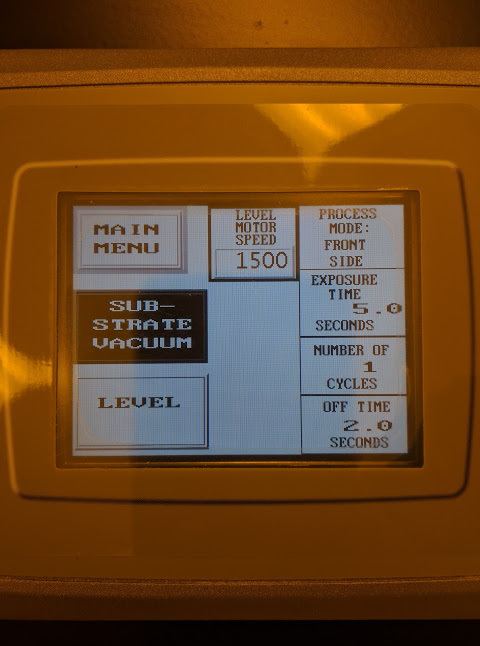 MAIN
MENU
SUB-
STRATE
VACUUM
LEVEL
LEVEL
MOTOR
SPEED
1500
PROCESS
MODE:
FRONT
SIDE
EXPOSURE
TIME
5.0
SECONDS
NUMBER OF
1
CYCLES
OFF TIME
2.0
SECONDS